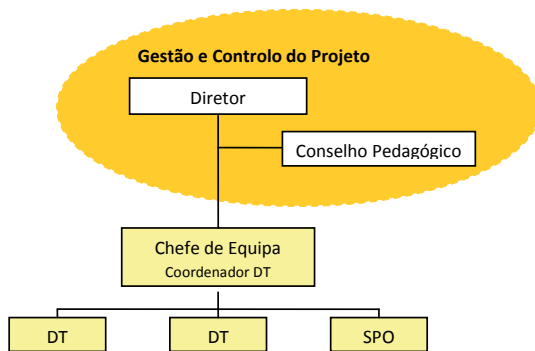 Gestão e Controlo do Projeto
Diretor
Conselho Pedagógico
Chefe de Equipa
Coordenador DT
DT
DT
SPO